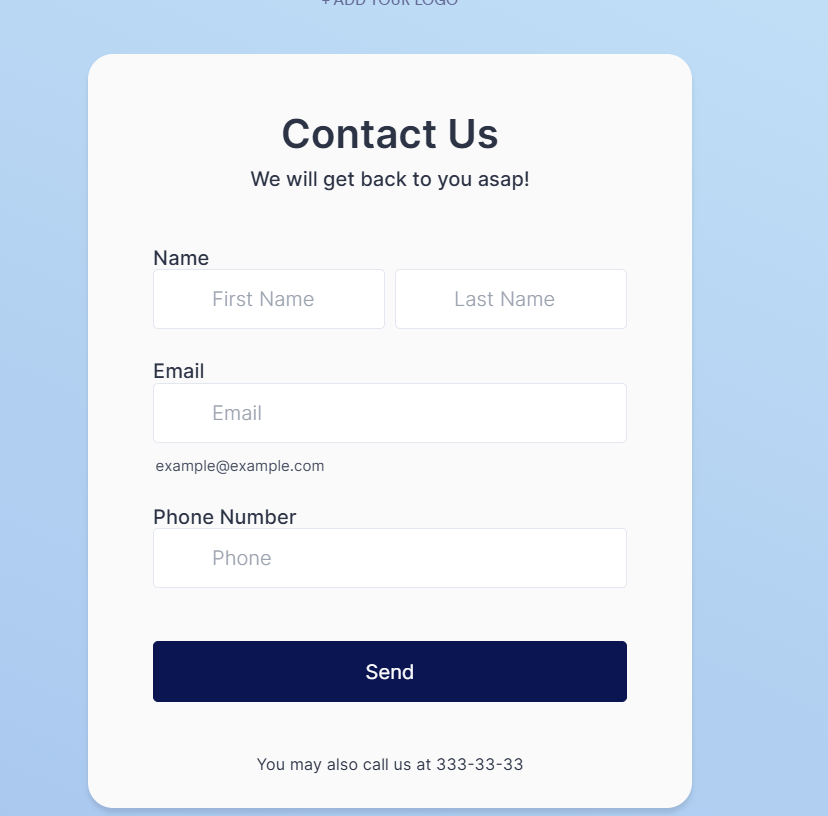 + ADD YOUR LOGO
Contact Us
We will get back to you asap!
Name
First Name Last Name
Email
Email
example@example.com
Phone Number
Phone
Send
You may also call us at 333-33-33